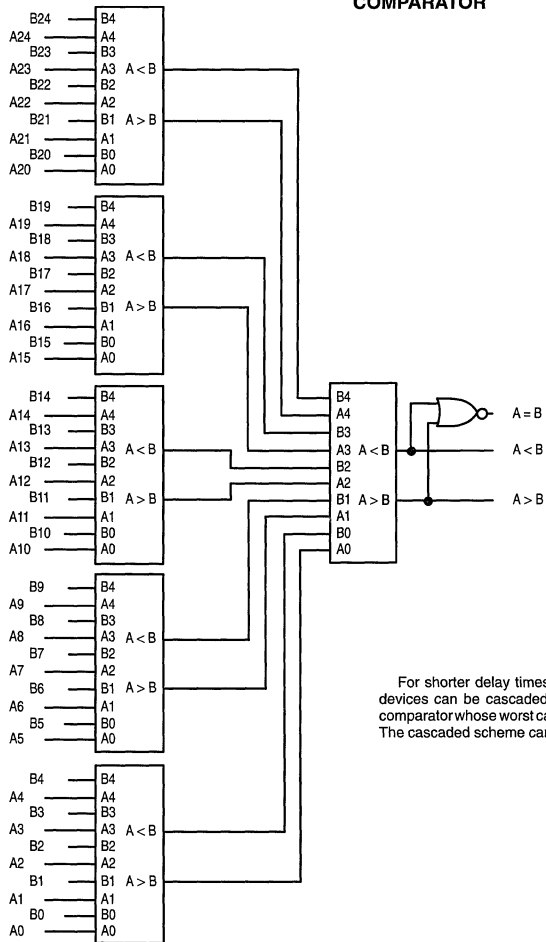 COMPARATOR
B24 B4
A24 A4
B23 B3
A23 A3 A < B
B22 B2
A22 A2
B21 B1 A > B
A21 A1
B20 B0
A20 A0
B19 B4
A19 A4
B18 B3
A18 A3 A < B
B17 B2
A17 A2
B16 B1 A > B
A16 A1
B15 B0
A15 A0
B14 B4
A14 A4
B13 B3
A13 A3 A < B
B12 B2
A12 A2
B11 B1 A > B
A11 A1
B10 B0
A10 A0
B9 B4
A9 A4
B8 B3
A8 A3 A < B
B7 B2
A7 A2
B6 B1 A > B
A6 A1
B5 B0
A5 A0
B4 B4
A4 A4
B3 B3
A3 A3 A < B
B2 B2
A2 A2
B1 B1 A > B
A1 A1
B0 B0
A0 A0
B4
A4
B3
A3 A < B
B2
A2
B1 A > B
A1
B0
A0
A = B
A < B
A > B
For shorter delay times
devices can be cascaded
comparator whose worst ca
The cascaded scheme car